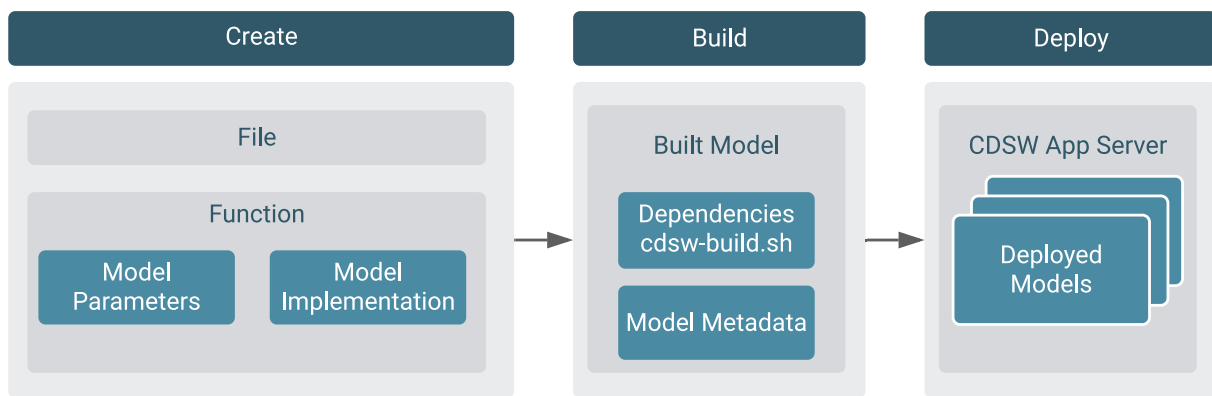 Create
Build
Deploy
File
Function
Model
Parameters
Model
Implementation
Built Model
Dependencies
cdsw-build.sh
Model Metadata
CDSW App Server
Deployed
Models